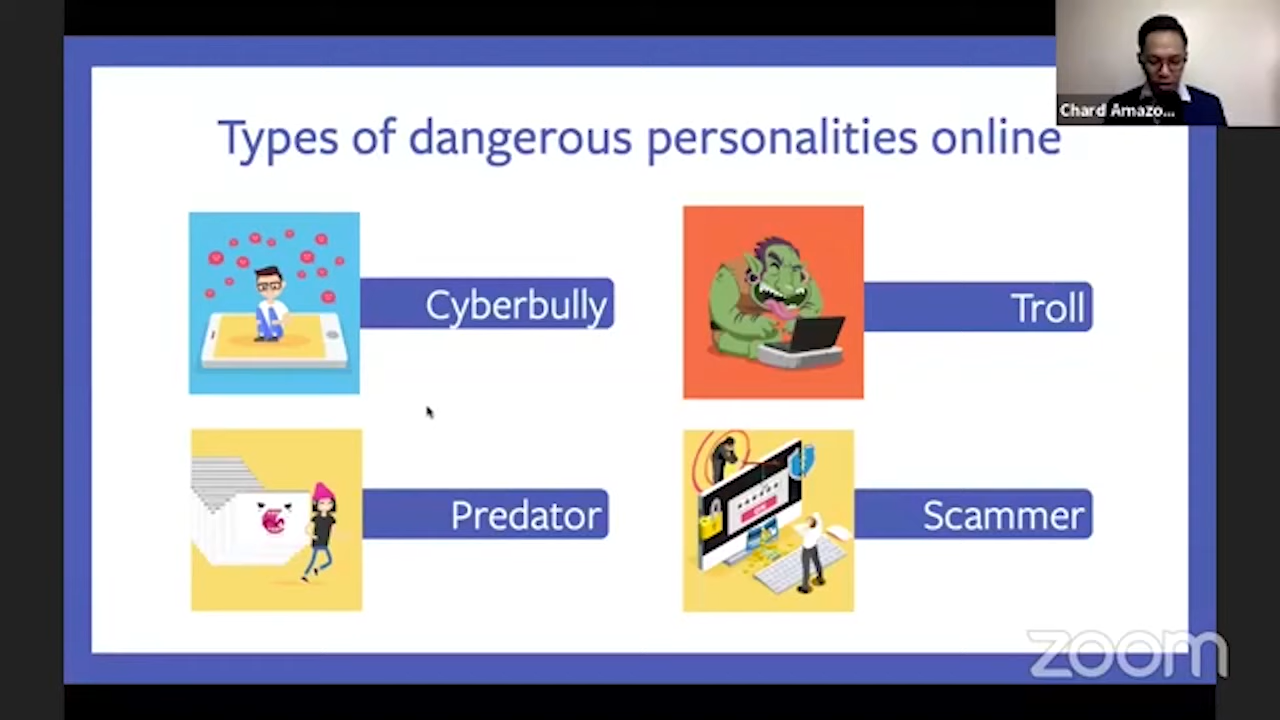 Chard Amazo...
Types of dangerous personalities online
Cyberbully
Troll
Predator
Scammer
zoom